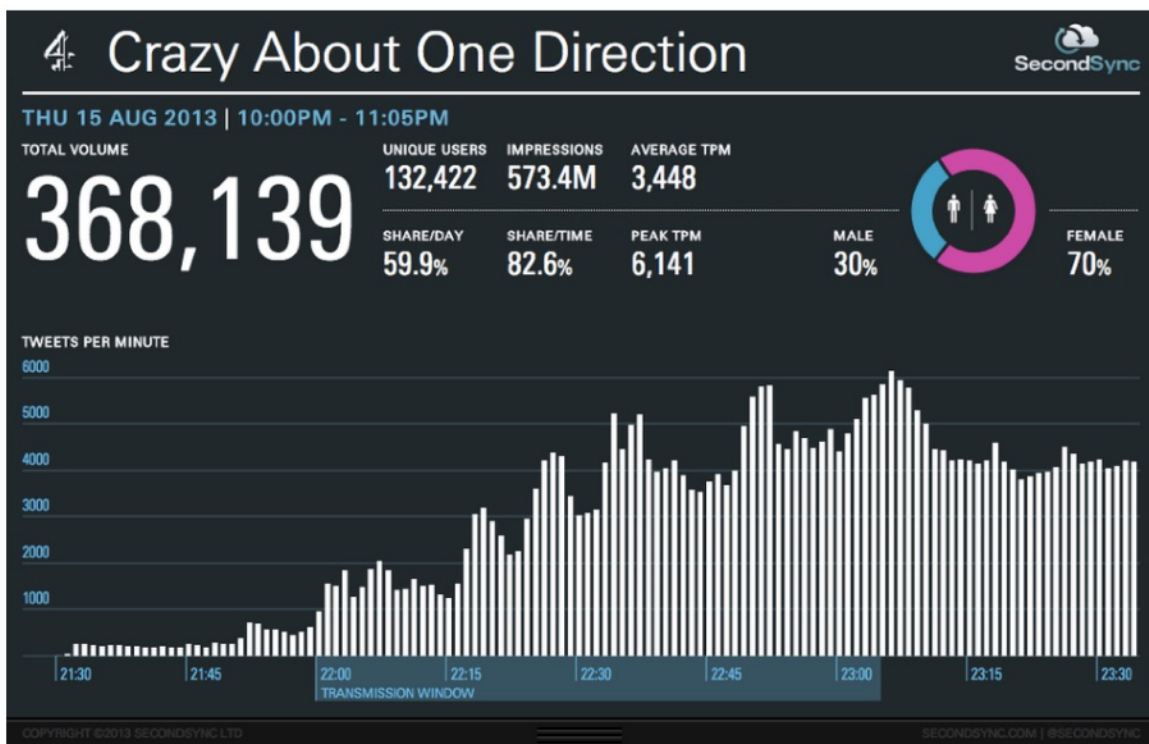 4 Crazy About One Direction
SecondSync
THU 15 AUG 2013 | 10:00PM - 11:05PM
TOTAL VOLUME
368,139
UNIQUE USERS IMPRESSIONS AVERAGE TPM
132,422 573.4M 3,448
SHARE/DAY SHARE/TIME PEAK TPM MALE FEMALE
59.9% 82.6% 6,141 30% 70%
TWEETS PER MINUTE
6000
5000
4000
3000
2000
1000
21:30 21:45 22:00 22:15 22:30 22:45 23:00 23:15 23:30
TRANSMISSION WINDOW
COPYRIGHT ©2013 SECONDSYNC LTD SECONDSYNC.COM | @SECONDSYNC